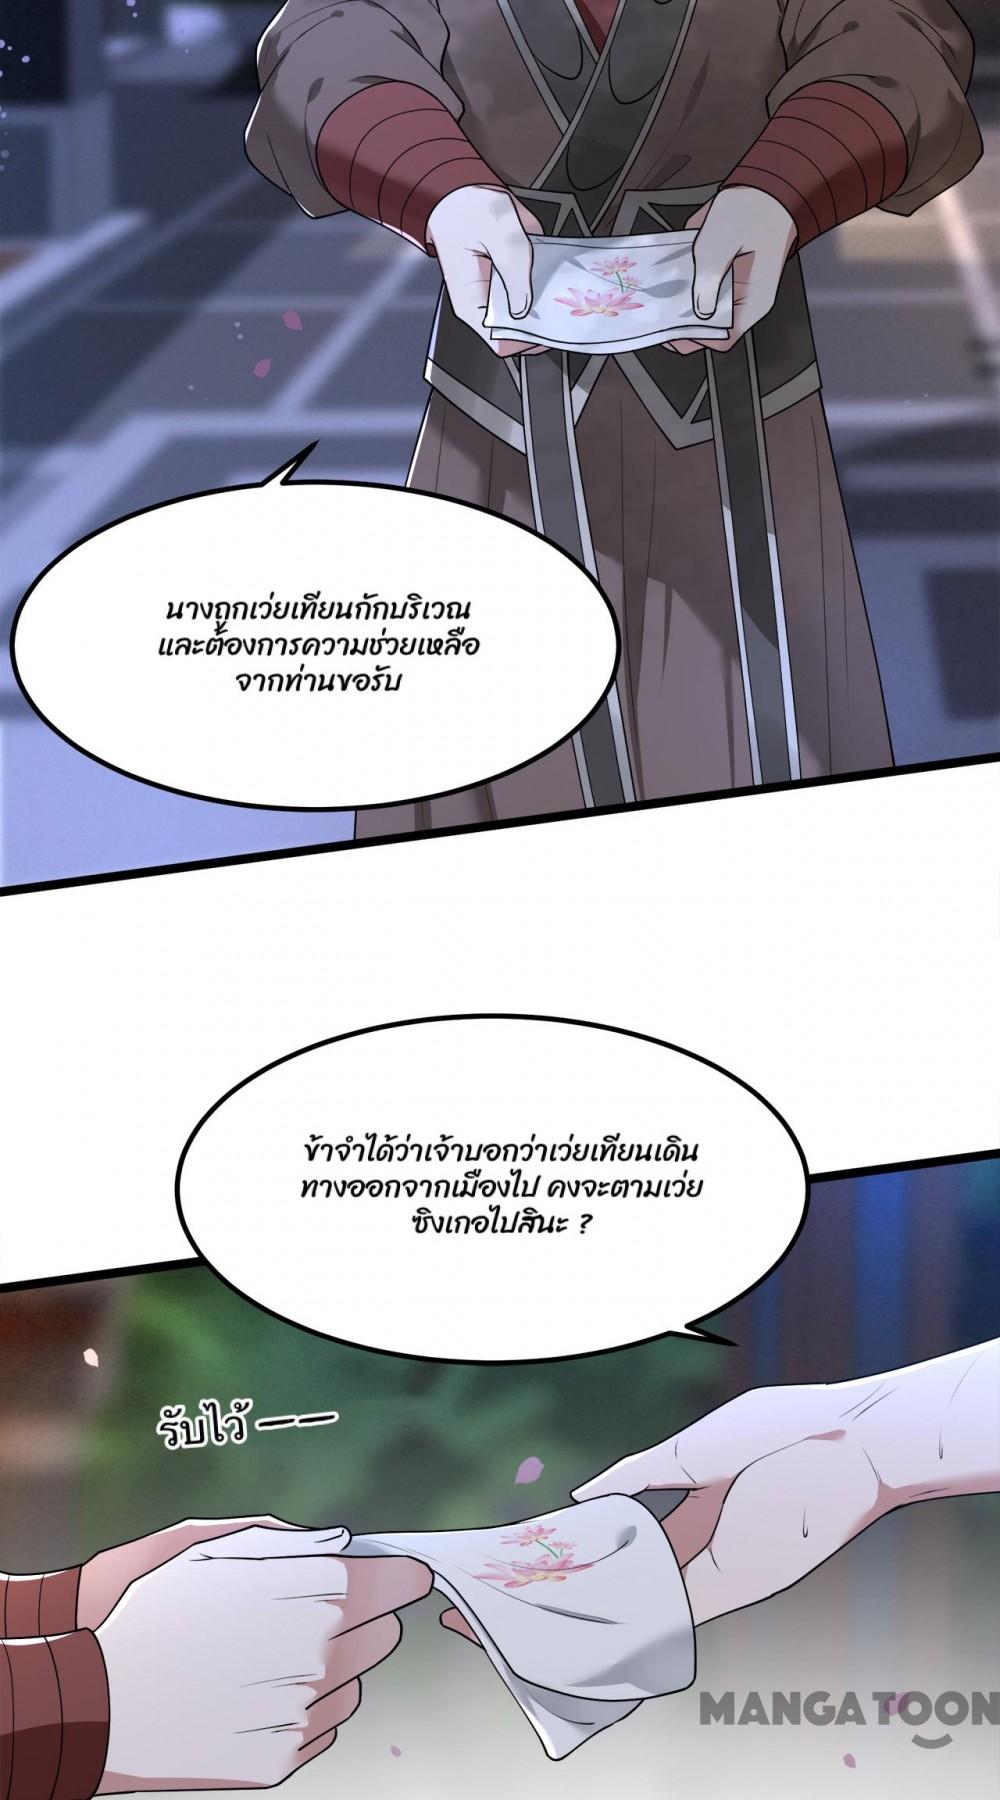 นางถูกเว่ยเทียนกักบริเวณ
และต้องการความช่วยเหลือ
จากท่านขอรับ
ข้าจำได้ว่าเจ้าบอกว่าเว่ยเทียนเดิน
ทางออกจากเมืองไป คงจะตามเว่ย
ซิงเกอไปสินะ ?
รับไว้ ——
MANGATOON